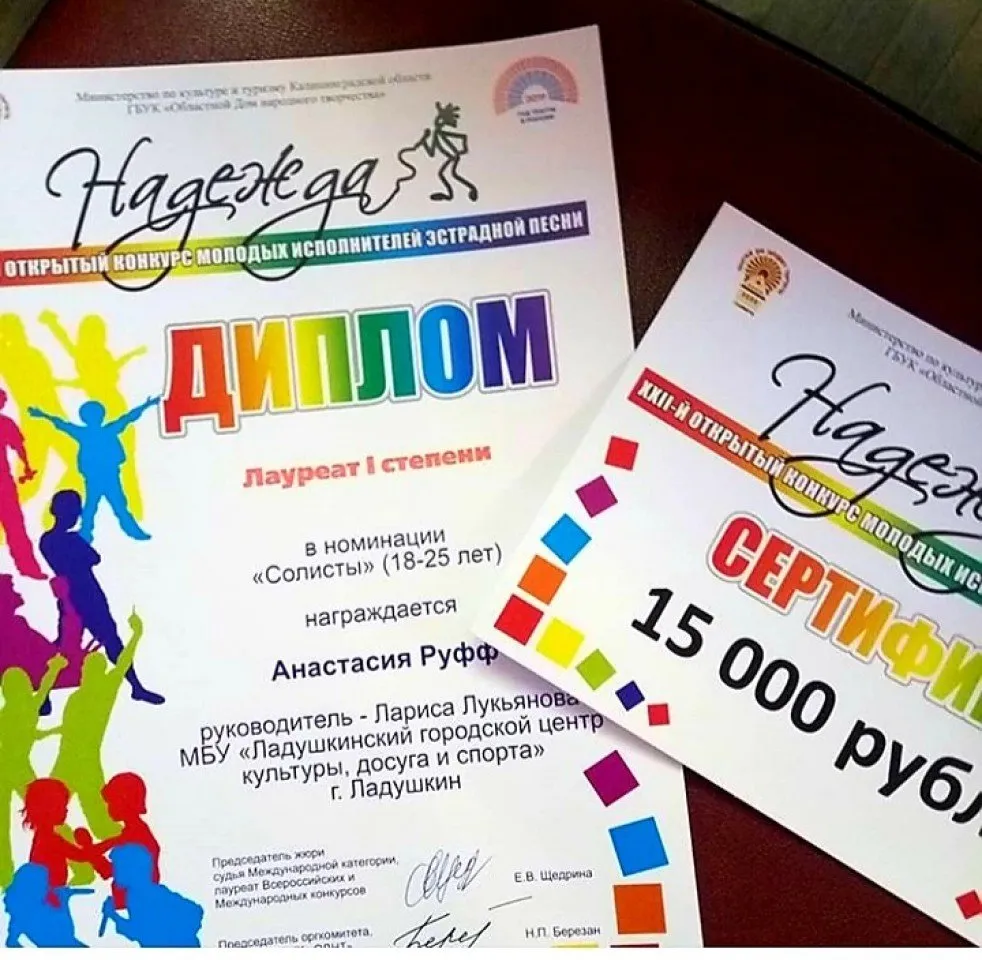 Министерство по культуре и туризму Калининградской области
ГБУК «Областной Дом народного творчества»
Надежда
ОТКРЫТЫЙ КОНКУРС МОЛОДЫХ ИСПОЛНИТЕЛЕЙ ЭСТРАДНОЙ ПЕСНИ
ДИПЛОМ
Лауреат I степени
в номинации
«Солисты» (18-25 лет)
награждается
Анастасия Руфф
руководитель - Лариса Лукьянова
МБУ «Ладушкинский городской центр
культуры, досуга и спорта»
г. Ладушкин
Председатель жюри
судья Международной категории,
лауреат Всероссийских и
Международных конкурсов
Е.В. Щедрина
Председатель оргкомитета,
Н.П. Березан
Министерство по культур
ГБУК «Областной
Надеж
XXII-Й ОТКРЫТЫЙ КОНКУРС МОЛОДЫХ ИС
СЕРТИФИ
15 000 рубл